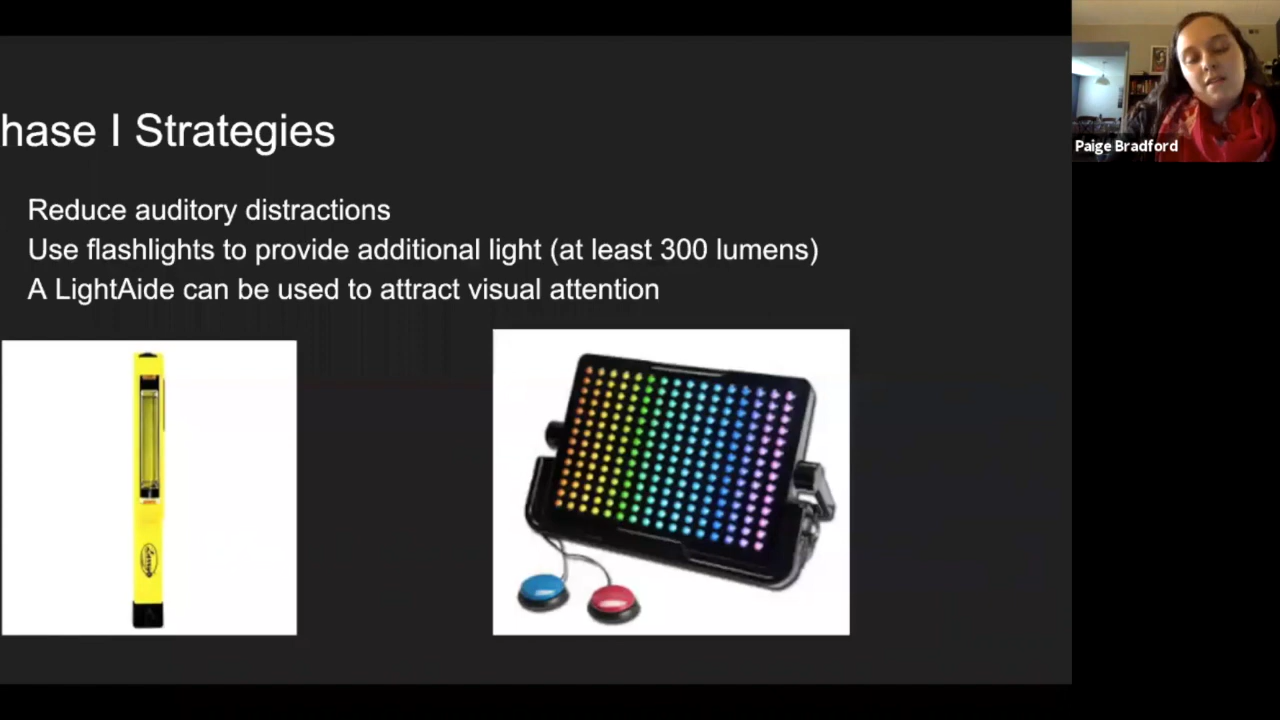 hase I Strategies
Reduce auditory distractions
Use flashlights to provide additional light (at least 300 lumens)
A LightAide can be used to attract visual attention
Paige Bradford